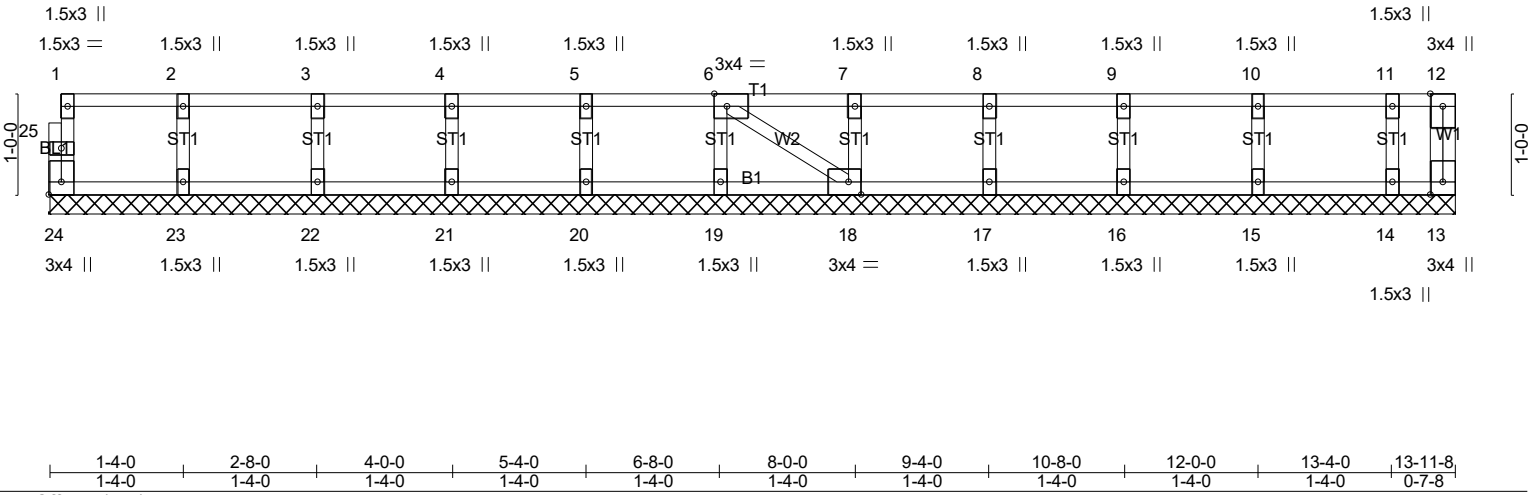 1.5x3 || 1.5x3 ||
1.5x3 = 1.5x3 || 1.5x3 || 1.5x3 || 1.5x3 || 1.5x3 || 1.5x3 || 1.5x3 || 1.5x3 || 3x4 ||
3x4 =
1 2 3 4 5 6 7 8 9 10 11 12
T1
1-0-0 25 BL1 ST1 ST1 ST1 ST1 ST1 W2 ST1 ST1 ST1 ST1 ST1 W1 1-0-0
B1
24 23 22 21 20 19 18 17 16 15 14 13
3x4 || 1.5x3 || 1.5x3 || 1.5x3 || 1.5x3 || 1.5x3 || 3x4 = 1.5x3 || 1.5x3 || 1.5x3 || 3x4 ||
1.5x3 ||
1-4-0 2-8-0 4-0-0 5-4-0 6-8-0 8-0-0 9-4-0 10-8-0 12-0-0 13-4-0 13-11-8
1-4-0 1-4-0 1-4-0 1-4-0 1-4-0 1-4-0 1-4-0 1-4-0 1-4-0 1-4-0 0-7-8